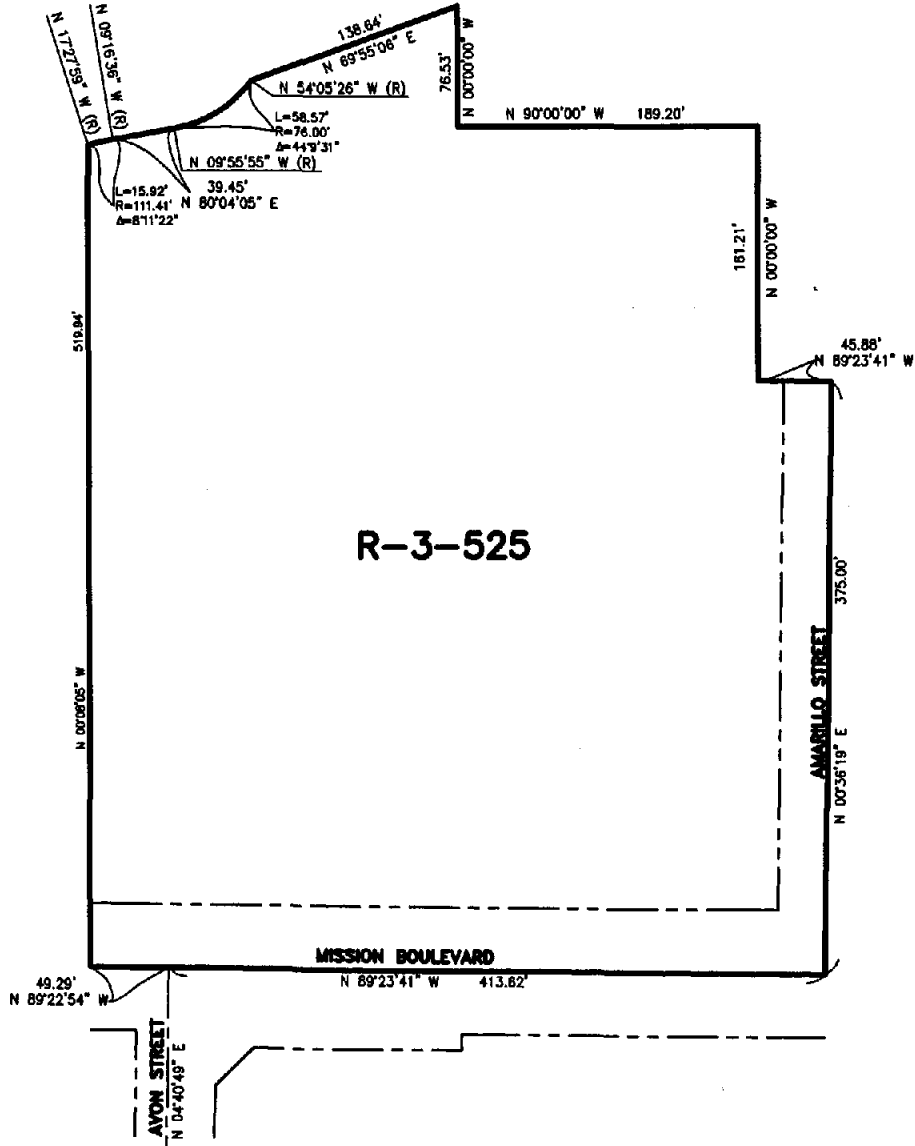 138.64'
N 69°55'06" E
N 17°27'59" W (R)
N 09°16'36" W (R)
76.53'
N 00°00'00" W
N 54°05'26" W (R)
L=58.57'
R=76.00'
Δ=44°9'31"
N 90°00'00" W 189.20'
N 09°55'55" W (R)
39.45'
N 80°04'05" E
L=15.92'
R=111.41'
Δ=8°11'22"
161.21'
N 00°00'00" W
519.94'
45.88'
N 89°23'41" W
R-3-525
375.00'
AMARILLO STREET
N 00°36'19" E
N 00°08'05" W
MISSION BOULEVARD
N 89°23'41" W 413.62'
49.29'
N 89°22'54" W
AVON STREET
N 04°40'49" E